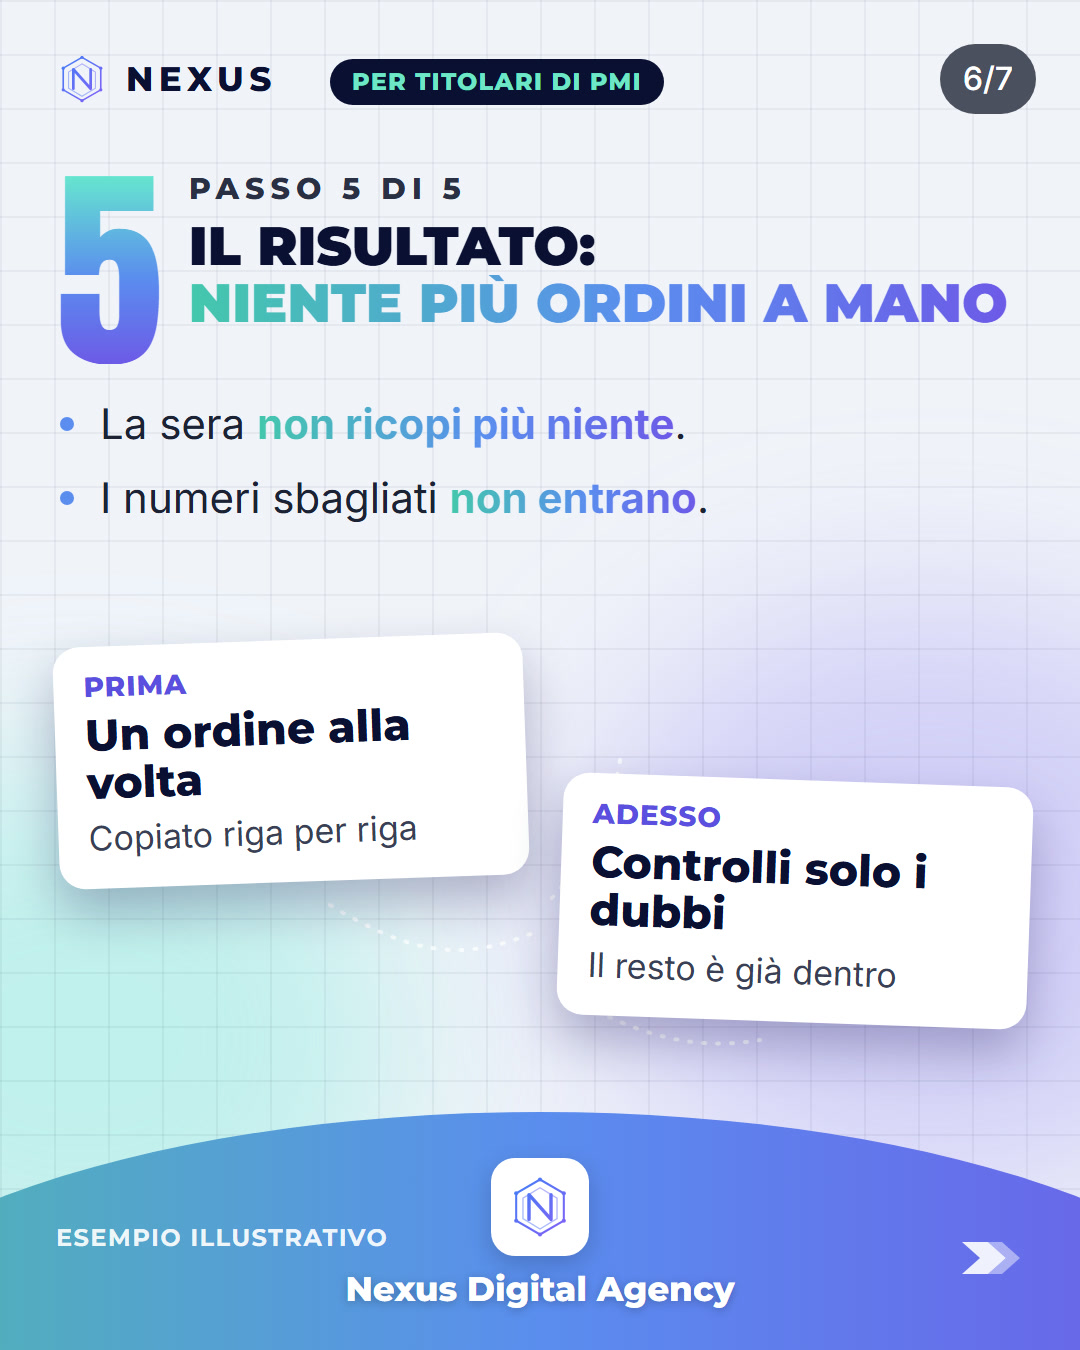 NEXUS
PER TITOLARI DI PMI
6/7
5
PASSO 5 DI 5
IL RISULTATO:
NIENTE PIÙ ORDINI A MANO
• La sera non ricopi più niente.
• I numeri sbagliati non entrano.
PRIMA
Un ordine alla
volta
Copiato riga per riga
ADESSO
Controlli solo i
dubbi
Il resto è già dentro
ESEMPIO ILLUSTRATIVO
N
Nexus Digital Agency